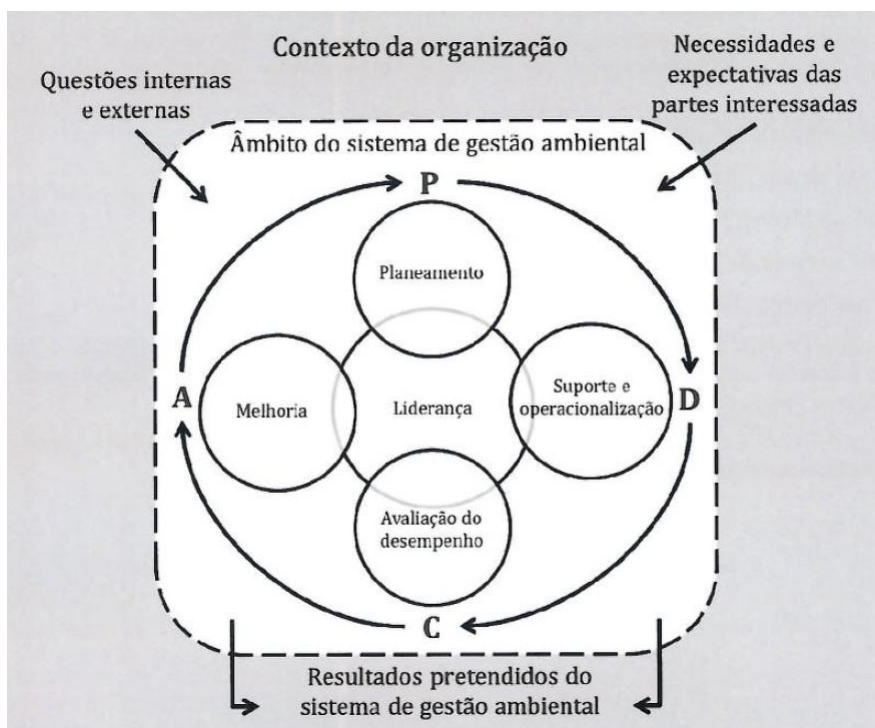 Contexto da organização
Questões internas
e externas
Necessidades e
expectativas das
partes interessadas
Âmbito do sistema de gestão ambiental
P
Planeamento
A
Melhoria
Liderança
Suporte e
operacionalização
D
Avaliação do
desempenho
C
Resultados pretendidos do
sistema de gestão ambiental